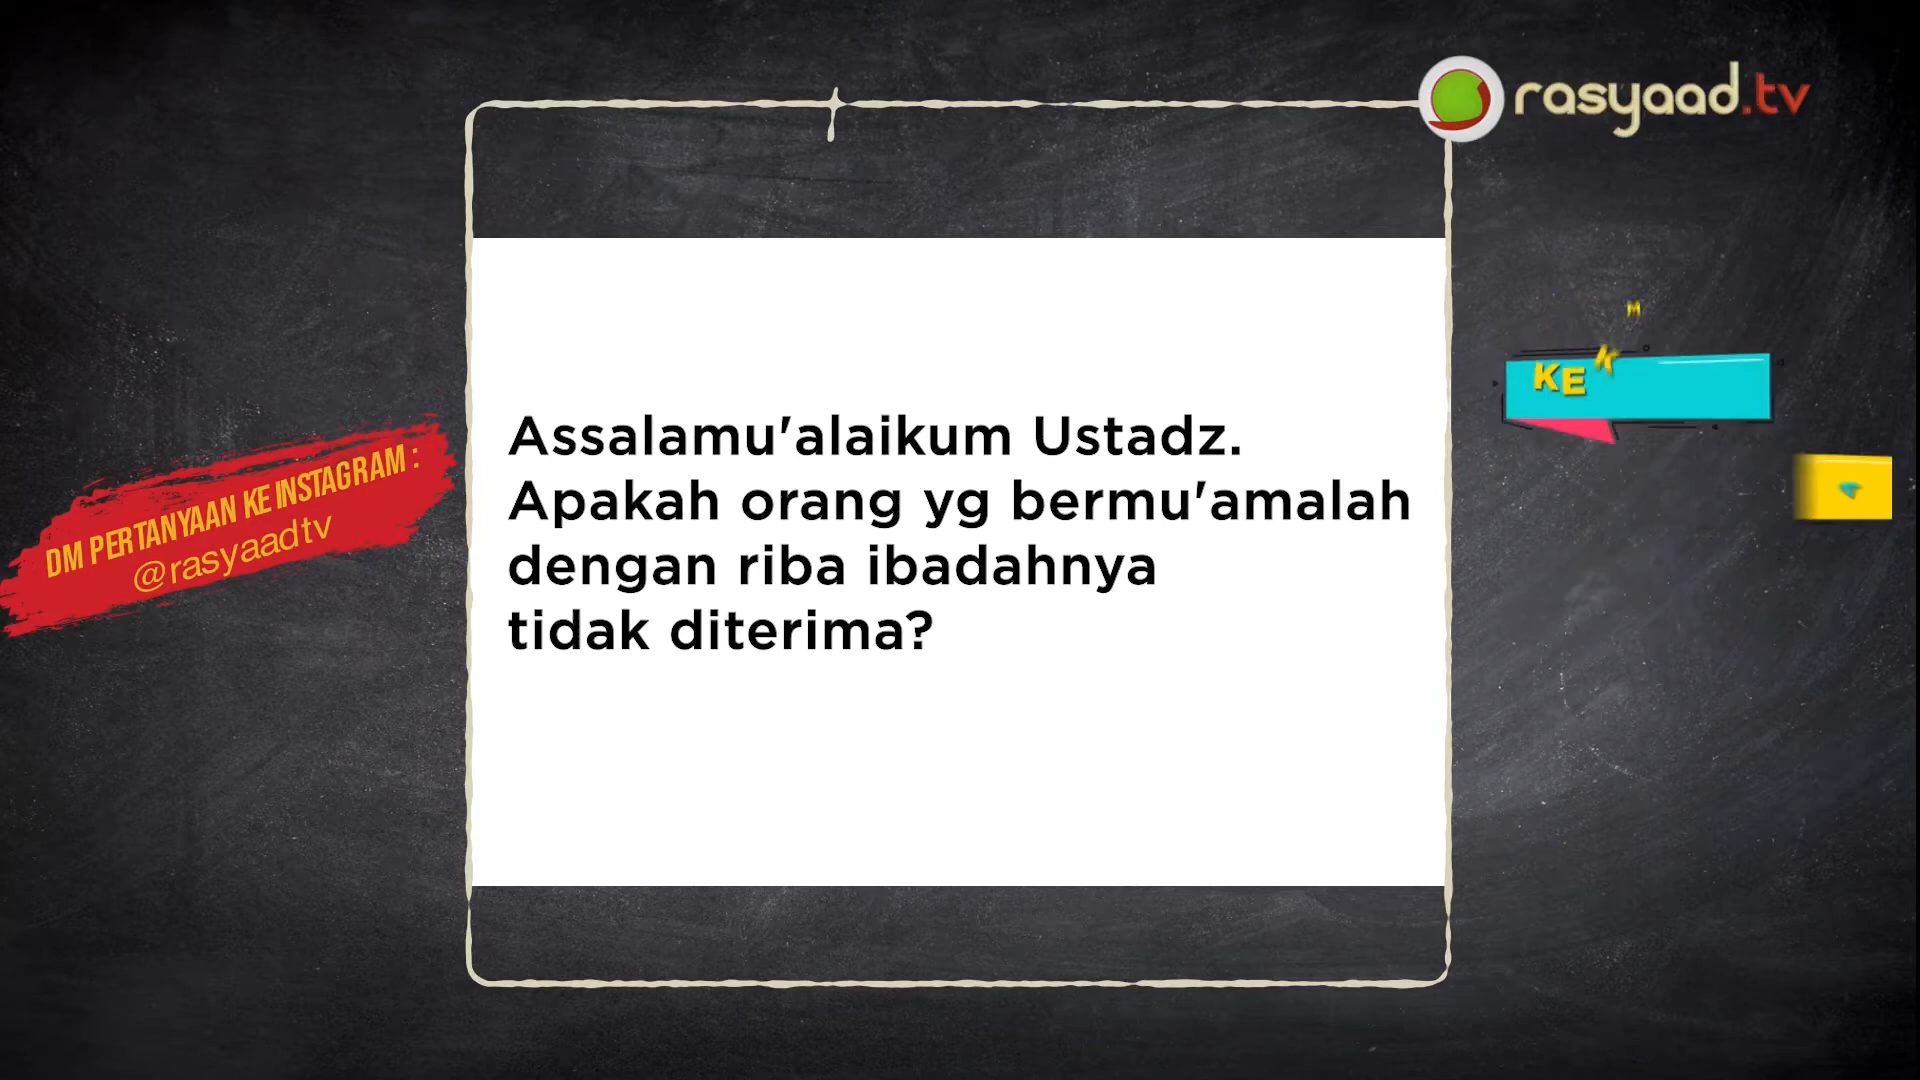 rasyaad.tv
DM PERTANYAAN KE INSTAGRAM :
@rasyaadtv
Assalamu'alaikum Ustadz.
Apakah orang yg bermu'amalah
dengan riba ibadahnya
tidak diterima?
KE